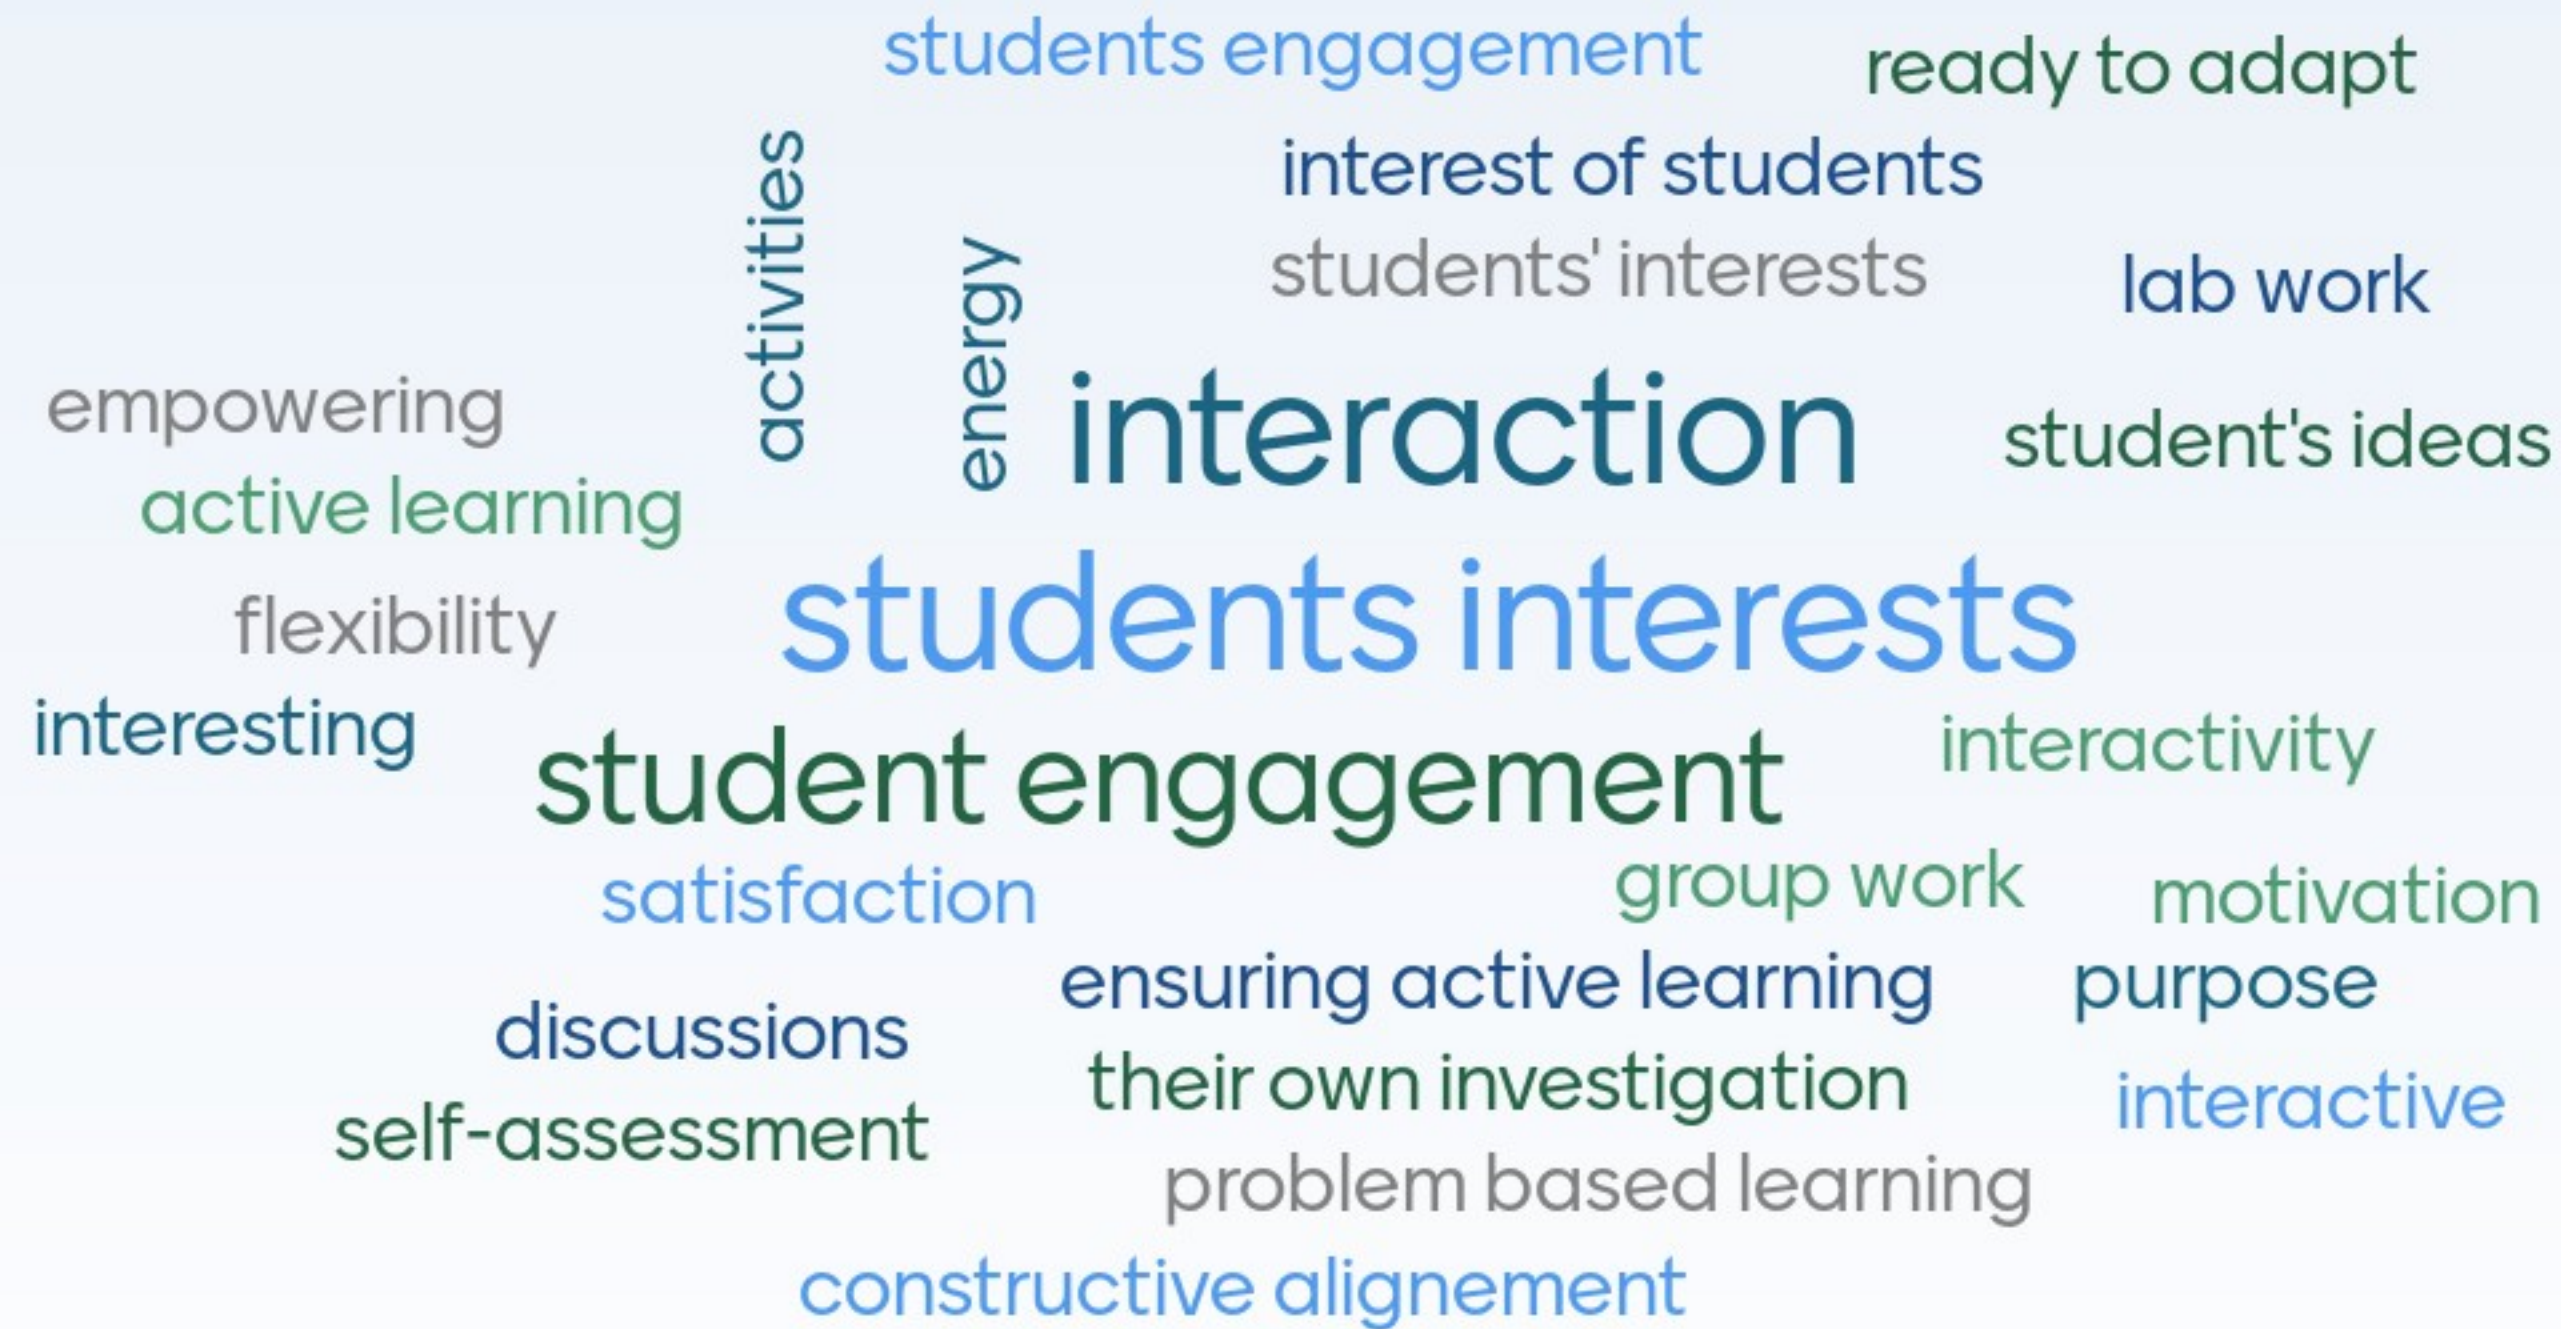 students engagement
ready to adapt
activities
interest of students
energy
students' interests
lab work
empowering
interaction
student's ideas
active learning
flexibility
students interests
interesting
student engagement
interactivity
satisfaction
group work
motivation
ensuring active learning
purpose
discussions
their own investigation
interactive
self-assessment
problem based learning
constructive alignement